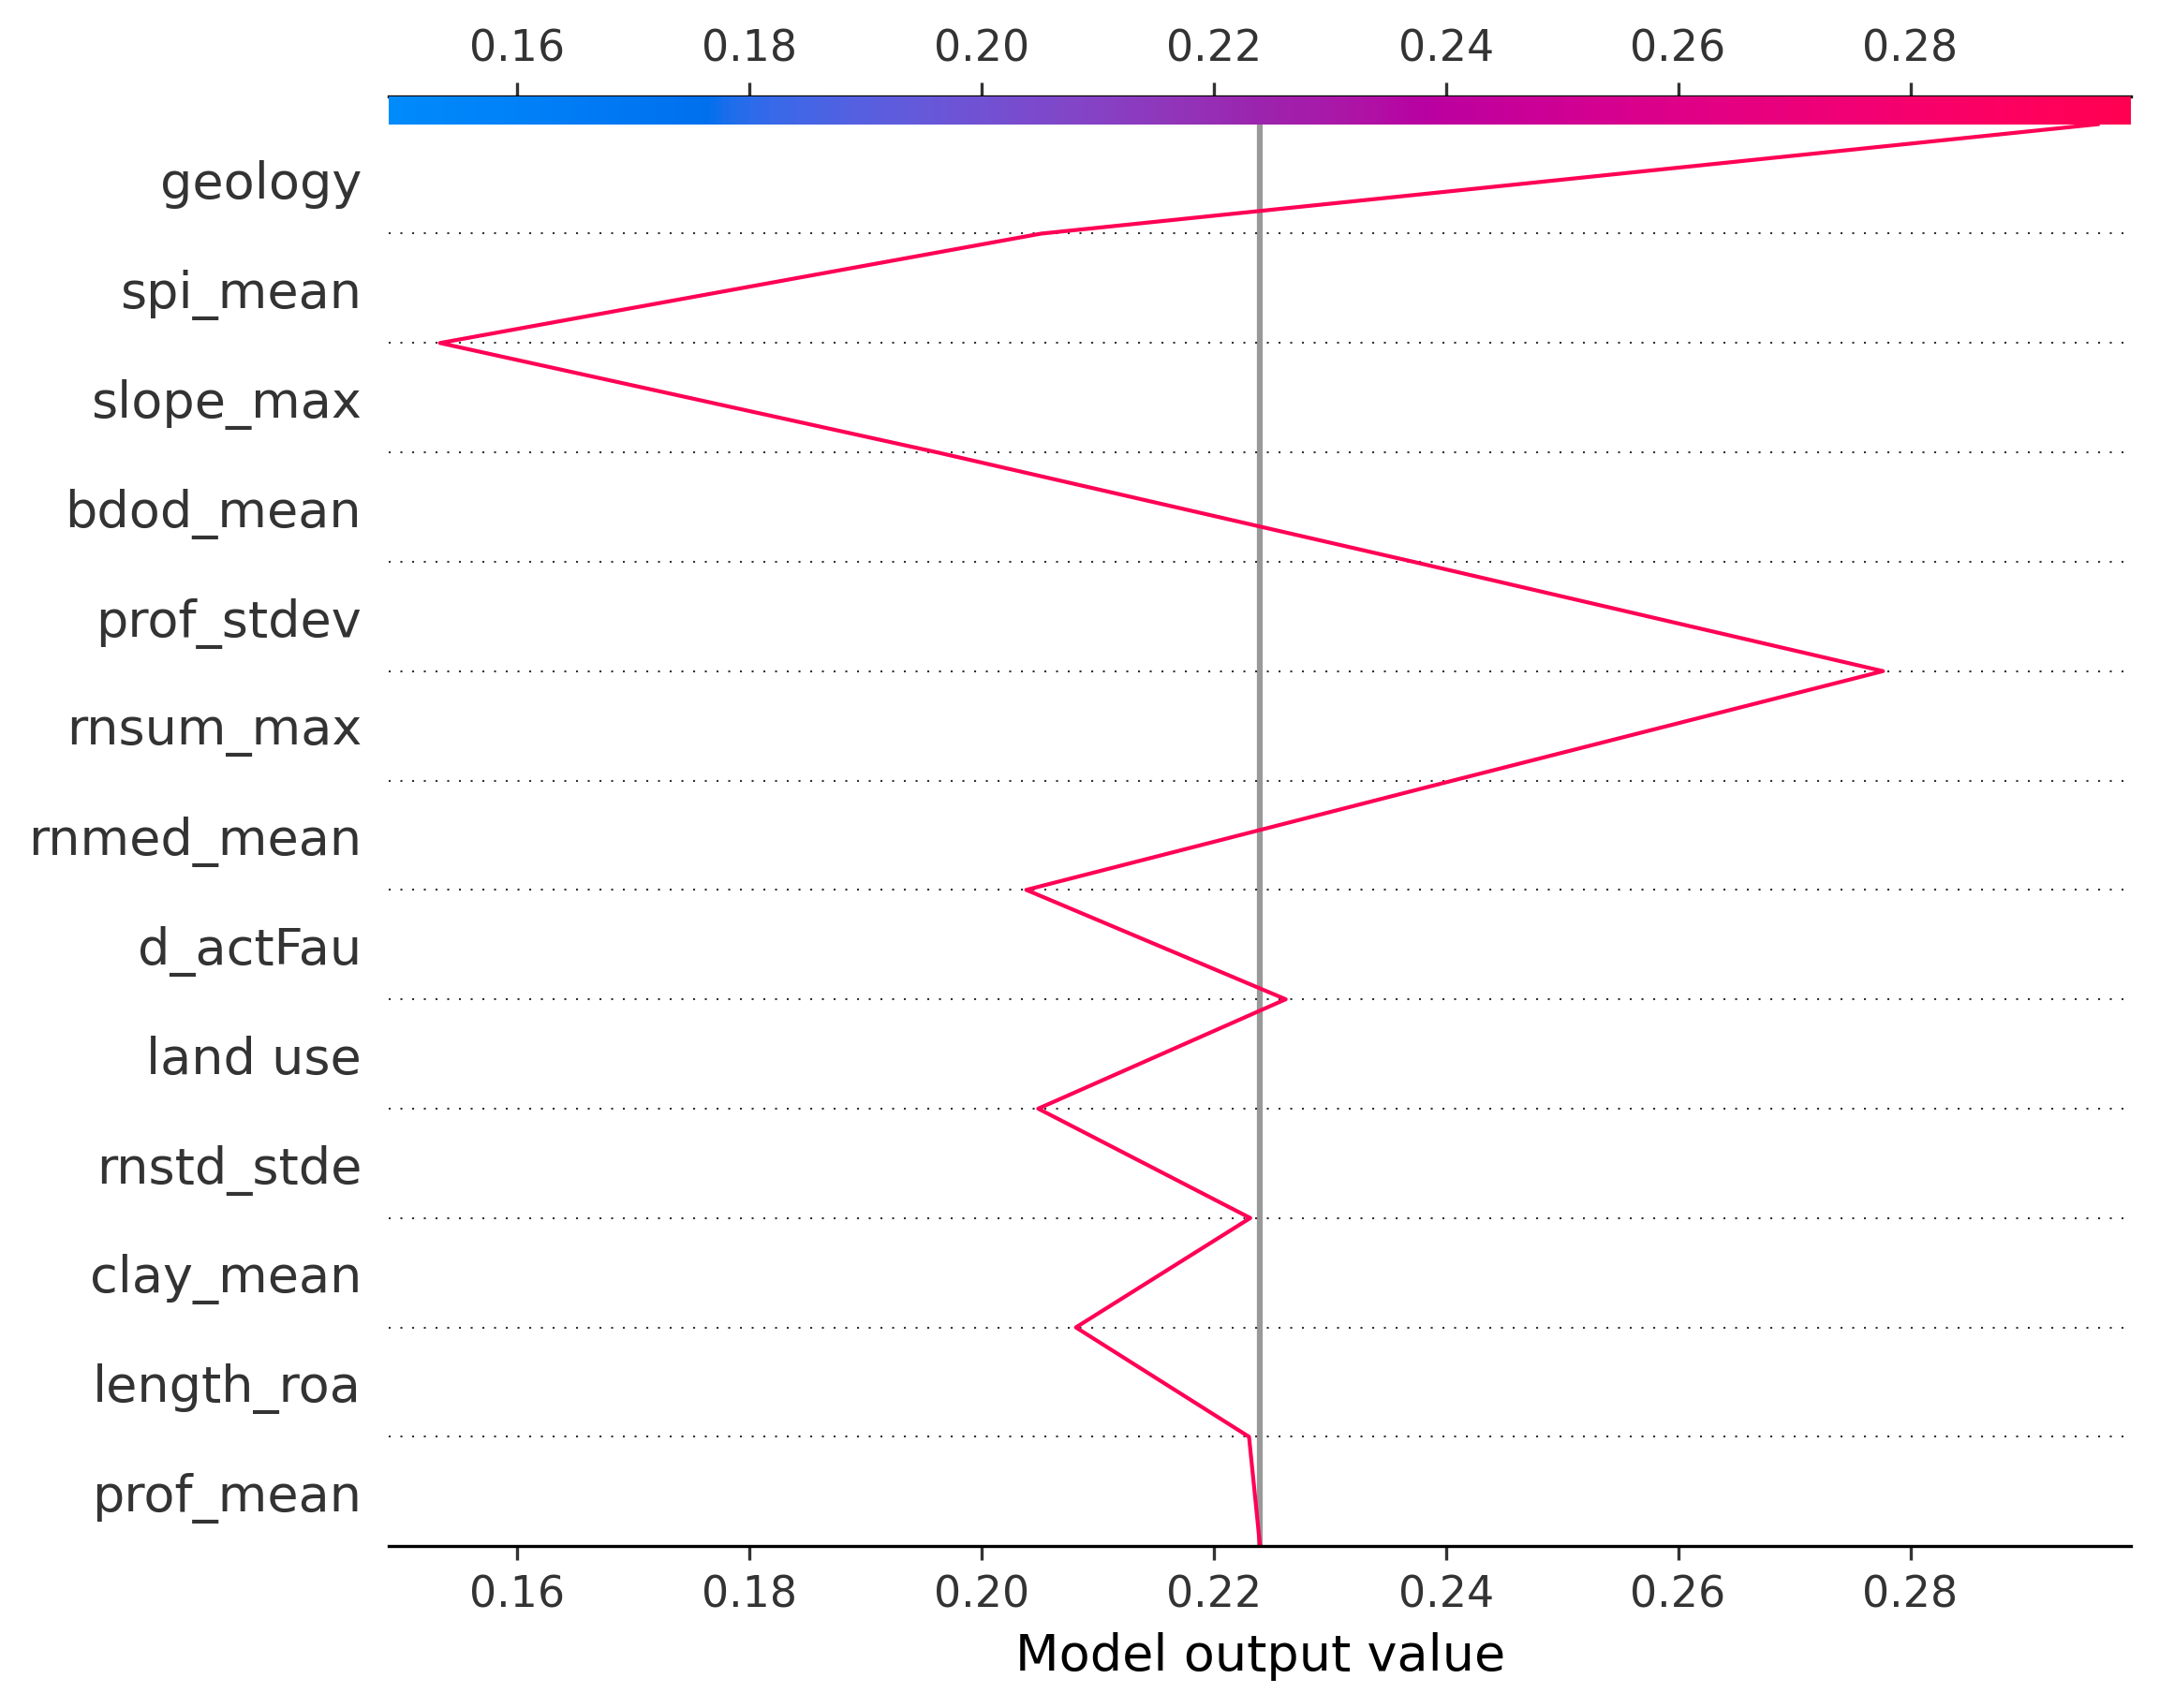 0.16 0.18 0.20 0.22 0.24 0.26 0.28
geology
spi_mean
slope_max
bdod_mean
prof_stdev
rnsum_max
rnmed_mean
d_actFau
land use
rnstd_stde
clay_mean
length_roa
prof_mean
0.16 0.18 0.20 0.22 0.24 0.26 0.28
Model output value